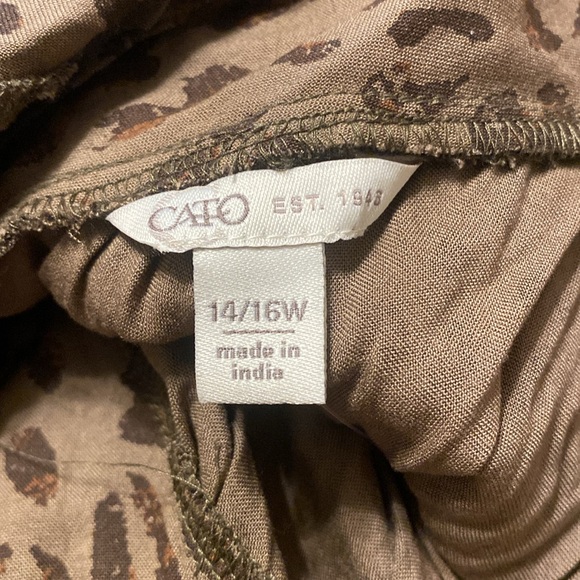 CATO EST. 1946
14/16W
made in
india